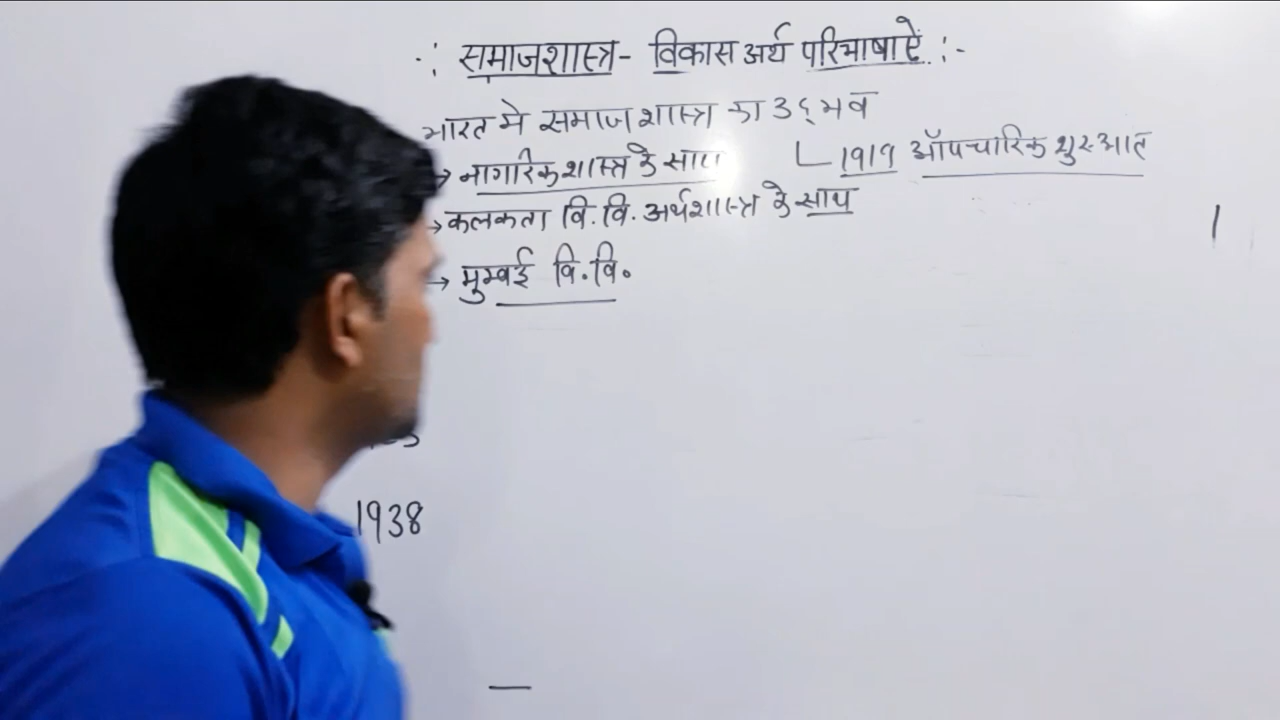 -: समाजशास्त्र- विकास अर्थ परिभाषाऐं :-
भारत मे समाजशास्त्र का उद्भव
└ 1919 ऑपचारिक शुरुआत
→ नागरिकशास्त्र के साथ
→ कलकता वि.वि. अर्थशास्त्र के साथ
→ मुम्बई वि.वि.
1938